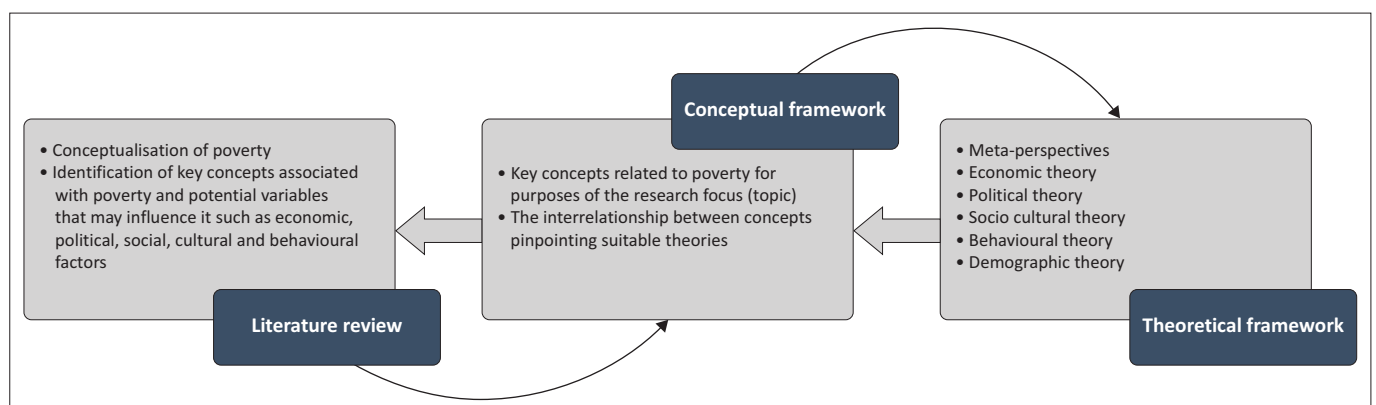 • Conceptualisation of poverty
• Identification of key concepts associated
with poverty and potential variables
that may influence it such as economic,
political, social, cultural and behavioural
factors
Literature review
Conceptual framework
• Key concepts related to poverty for
purposes of the research focus (topic)
• The interrelationship between concepts
pinpointing suitable theories
• Meta-perspectives
• Economic theory
• Political theory
• Socio cultural theory
• Behavioural theory
• Demographic theory
Theoretical framework